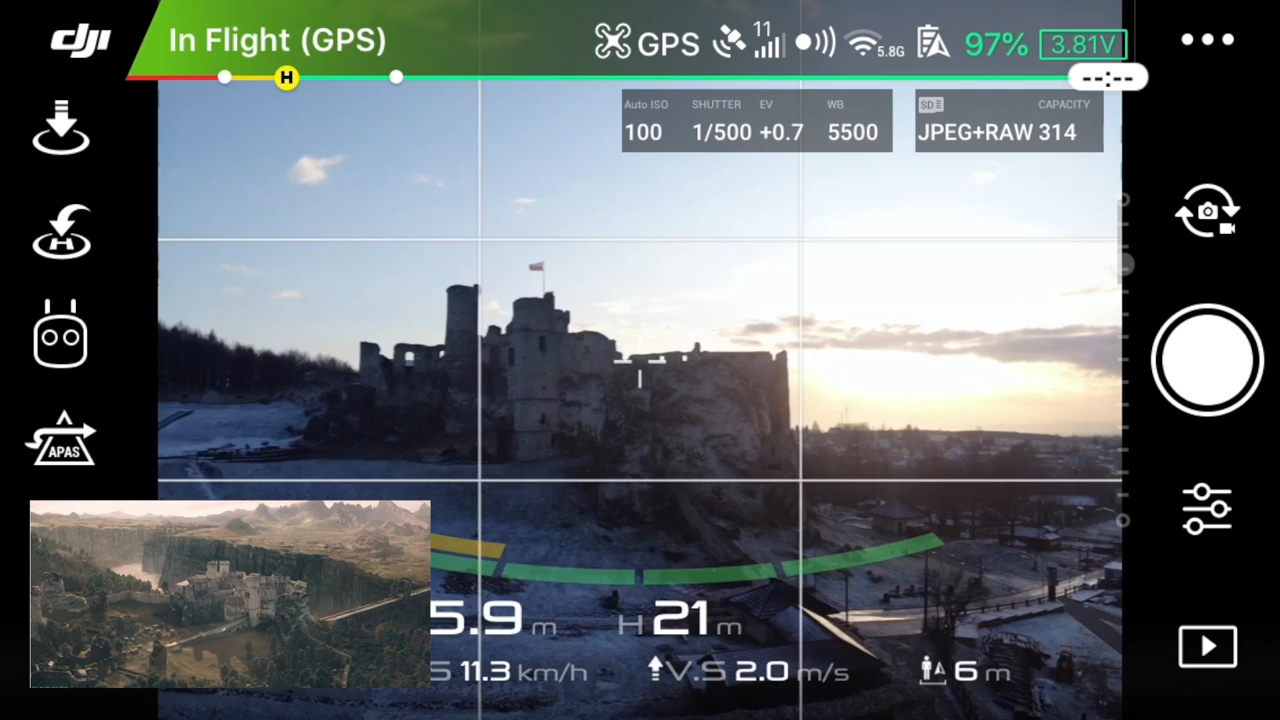 dji
In Flight (GPS)
GPS
11
5.8G
97%
3.81V
H
--:--
Auto ISO SHUTTER EV WB
100 1/500 +0.7 5500
SD
CAPACITY
JPEG+RAW 314
H
APAS
5.9 m H 21 m
S 11.3 km/h V.S 2.0 m/s 6 m